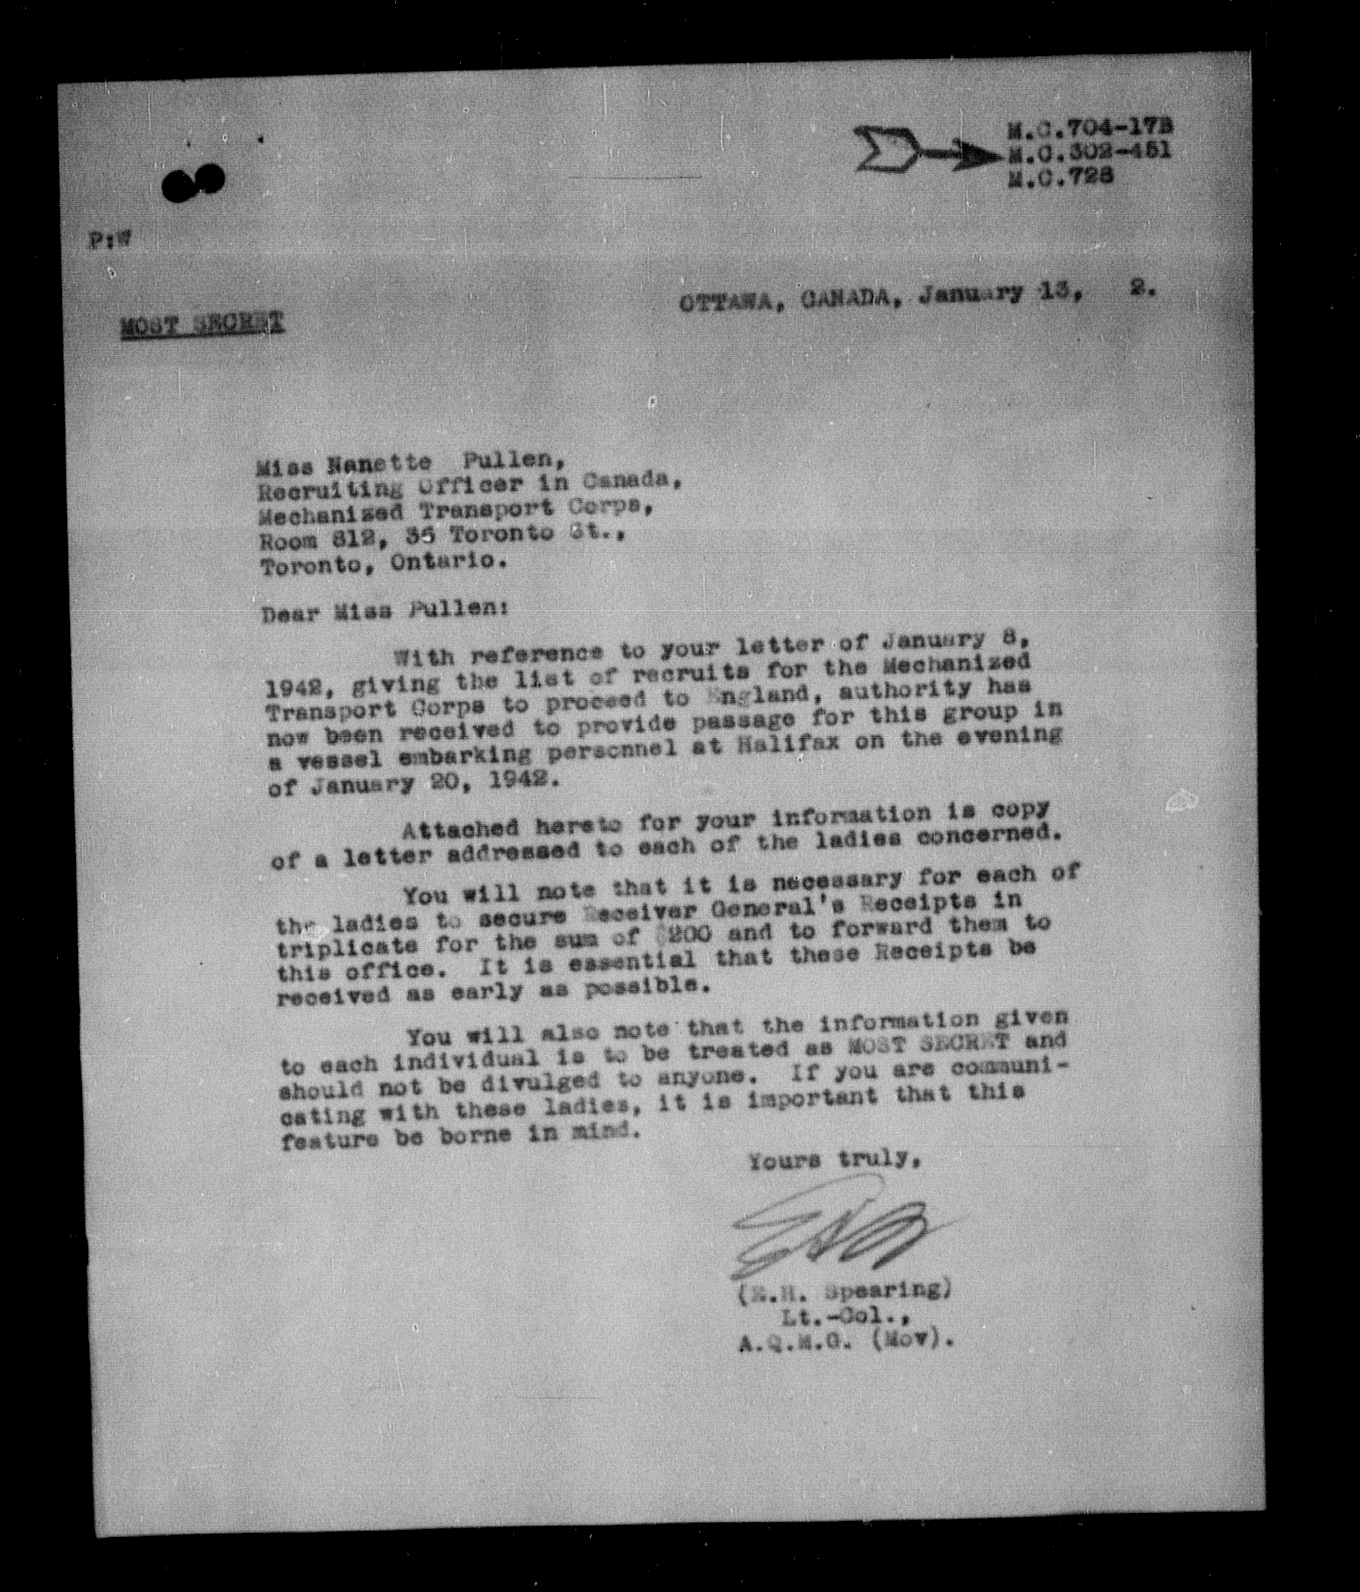 M.C.704-17B
M.C.302-451
M.C.728
P:W
OTTAWA, CANADA, January 13, 2.
MOST SECRET
Miss Nanette Pullen,
Recruiting Officer in Canada,
Mechanized Transport Corps,
Room 812, 36 Toronto St.,
Toronto, Ontario.
Dear Miss Pullen:
With reference to your letter of January 8,
1942, giving the list of recruits for the Mechanized
Transport Corps to proceed to England, authority has
now been received to provide passage for this group in
a vessel embarking personnel at Halifax on the evening
of January 20, 1942.
Attached hereto for your information is copy
of a letter addressed to each of the ladies concerned.
You will note that it is necessary for each of
the ladies to secure Receiver General's Receipts in
triplicate for the sum of $200 and to forward them to
this office. It is essential that these Receipts be
received as early as possible.
You will also note that the information given
to each individual is to be treated as MOST SECRET and
should not be divulged to anyone. If you are communi-
cating with these ladies, it is important that this
feature be borne in mind.
Yours truly,
(E.H. Spearing)
Lt.-Col.,
A.Q.M.G. (Mov).